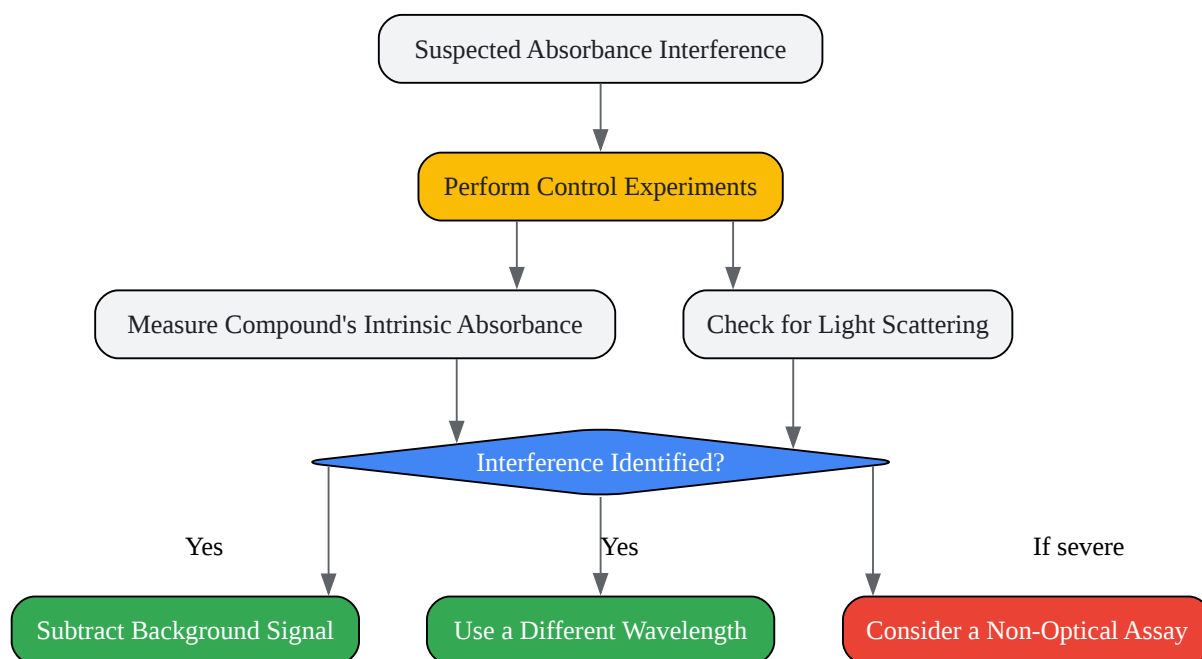 Suspected Absorbance Interference
Perform Control Experiments
Measure Compound's Intrinsic Absorbance
Check for Light Scattering
Interference Identified?
Yes
Yes
If severe
Subtract Background Signal
Use a Different Wavelength
Consider a Non-Optical Assay